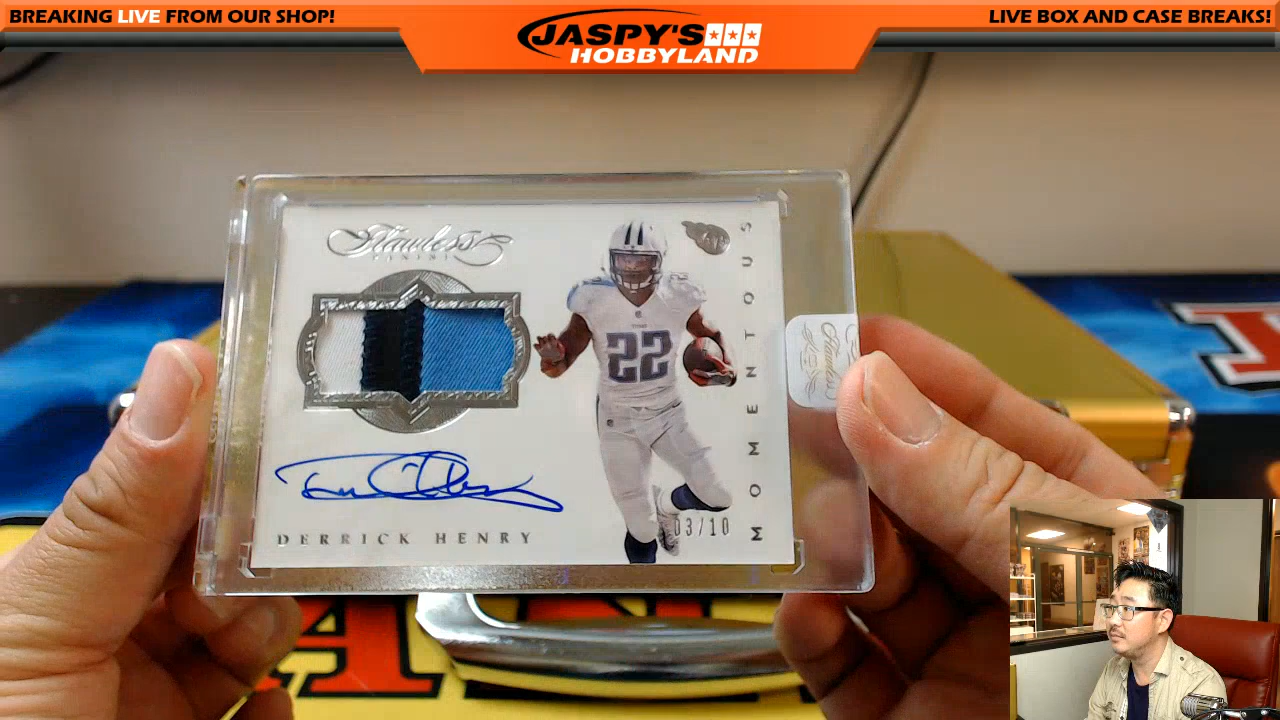 BREAKING LIVE FROM OUR SHOP!
JASPY'S
HOBBYLAND
LIVE BOX AND CASE BREAKS!
Flawless
PANINI
MOMENTOUS
22
Flawless
DERRICK HENRY
03/10